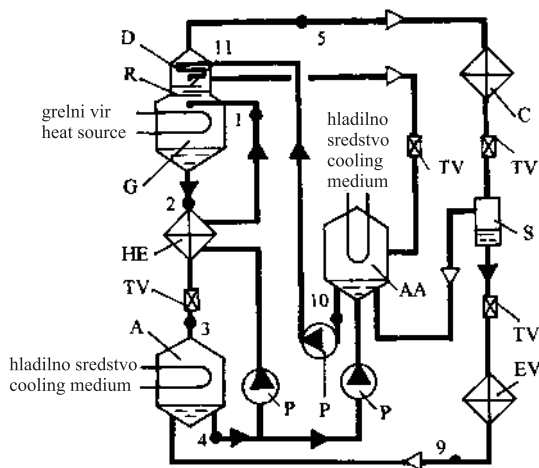 D
11
5
R
grelni vir
heat source
1
hladilno
sredstvo
cooling
medium
C
TV
TV
G
2
S
HE
AA
TV
10
TV
3
A
hladilno sredstvo
cooling medium
EV
P
P
P
4
9